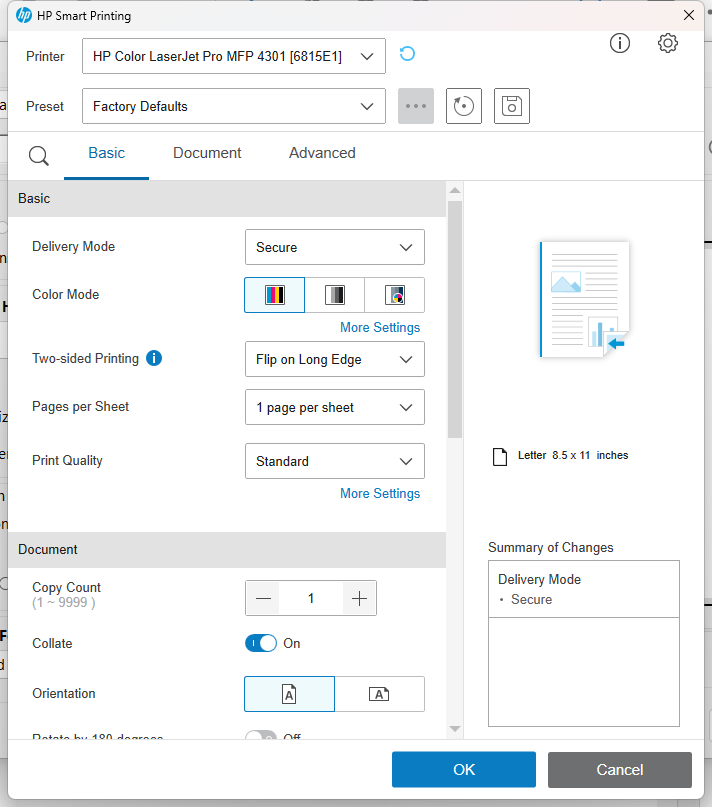 HP Smart Printing
Printer
HP Color LaserJet Pro MFP 4301 [6815E1]
Preset
Factory Defaults
Basic
Document
Advanced
Basic
Delivery Mode
Secure
Color Mode
More Settings
Two-sided Printing
Flip on Long Edge
Pages per Sheet
1 page per sheet
Print Quality
Standard
More Settings
Document
Copy Count
(1 ~ 9999 )
1
Collate
On
Orientation
Rotate by 180 degrees
Off
Letter 8.5 x 11 inches
Summary of Changes
Delivery Mode
• Secure
OK
Cancel